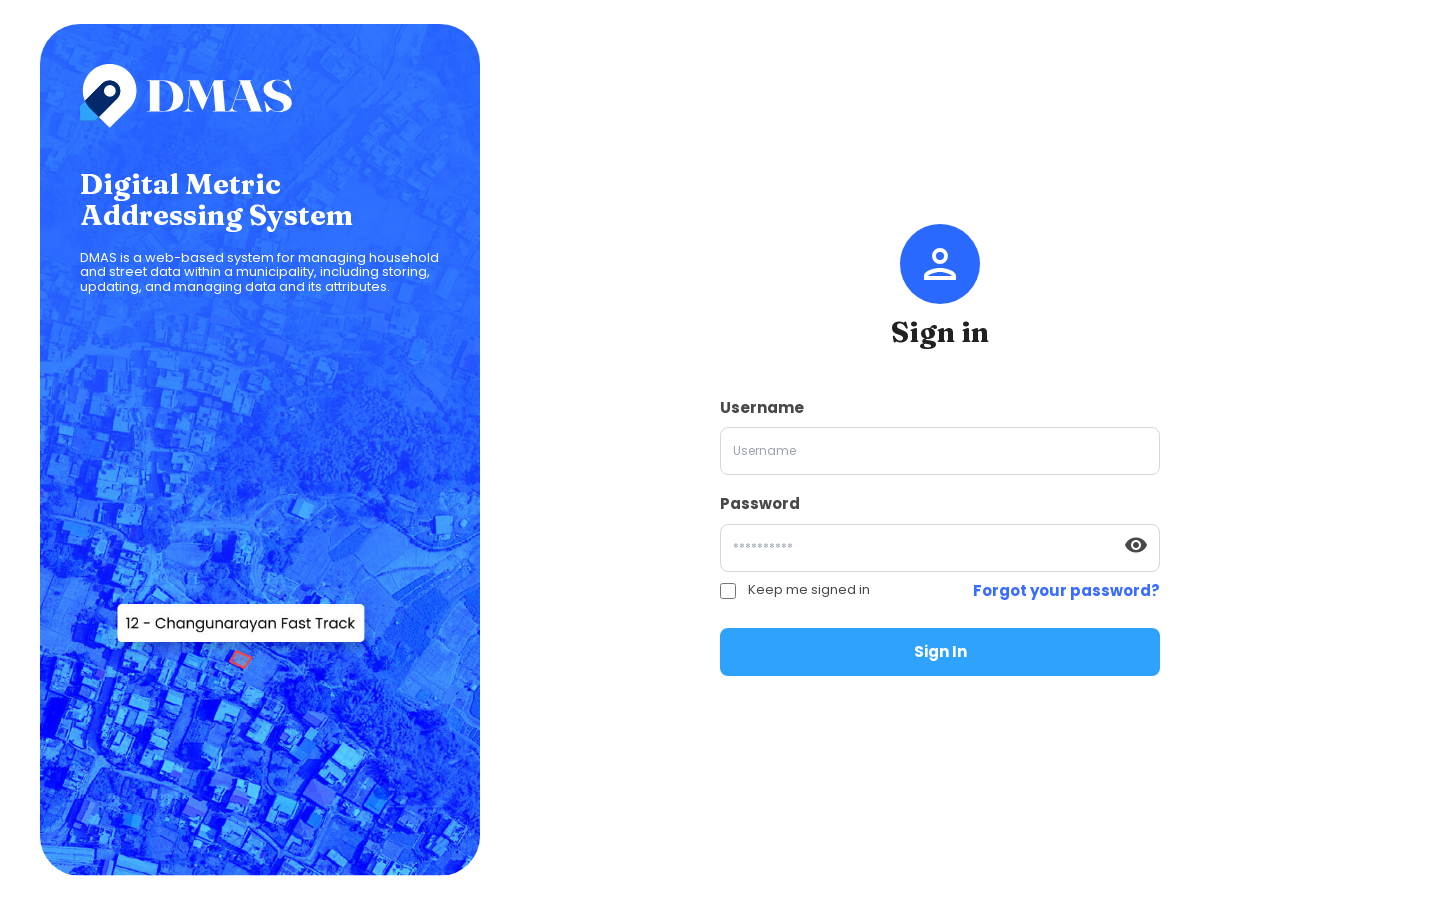 DMAS
Digital Metric
Addressing System
DMAS is a web-based system for managing household
and street data within a municipality, including storing,
updating, and managing data and its attributes.
12 - Changunarayan Fast Track
Sign in
Username
Username
Password
**********
Keep me signed in
Forgot your password?
Sign In